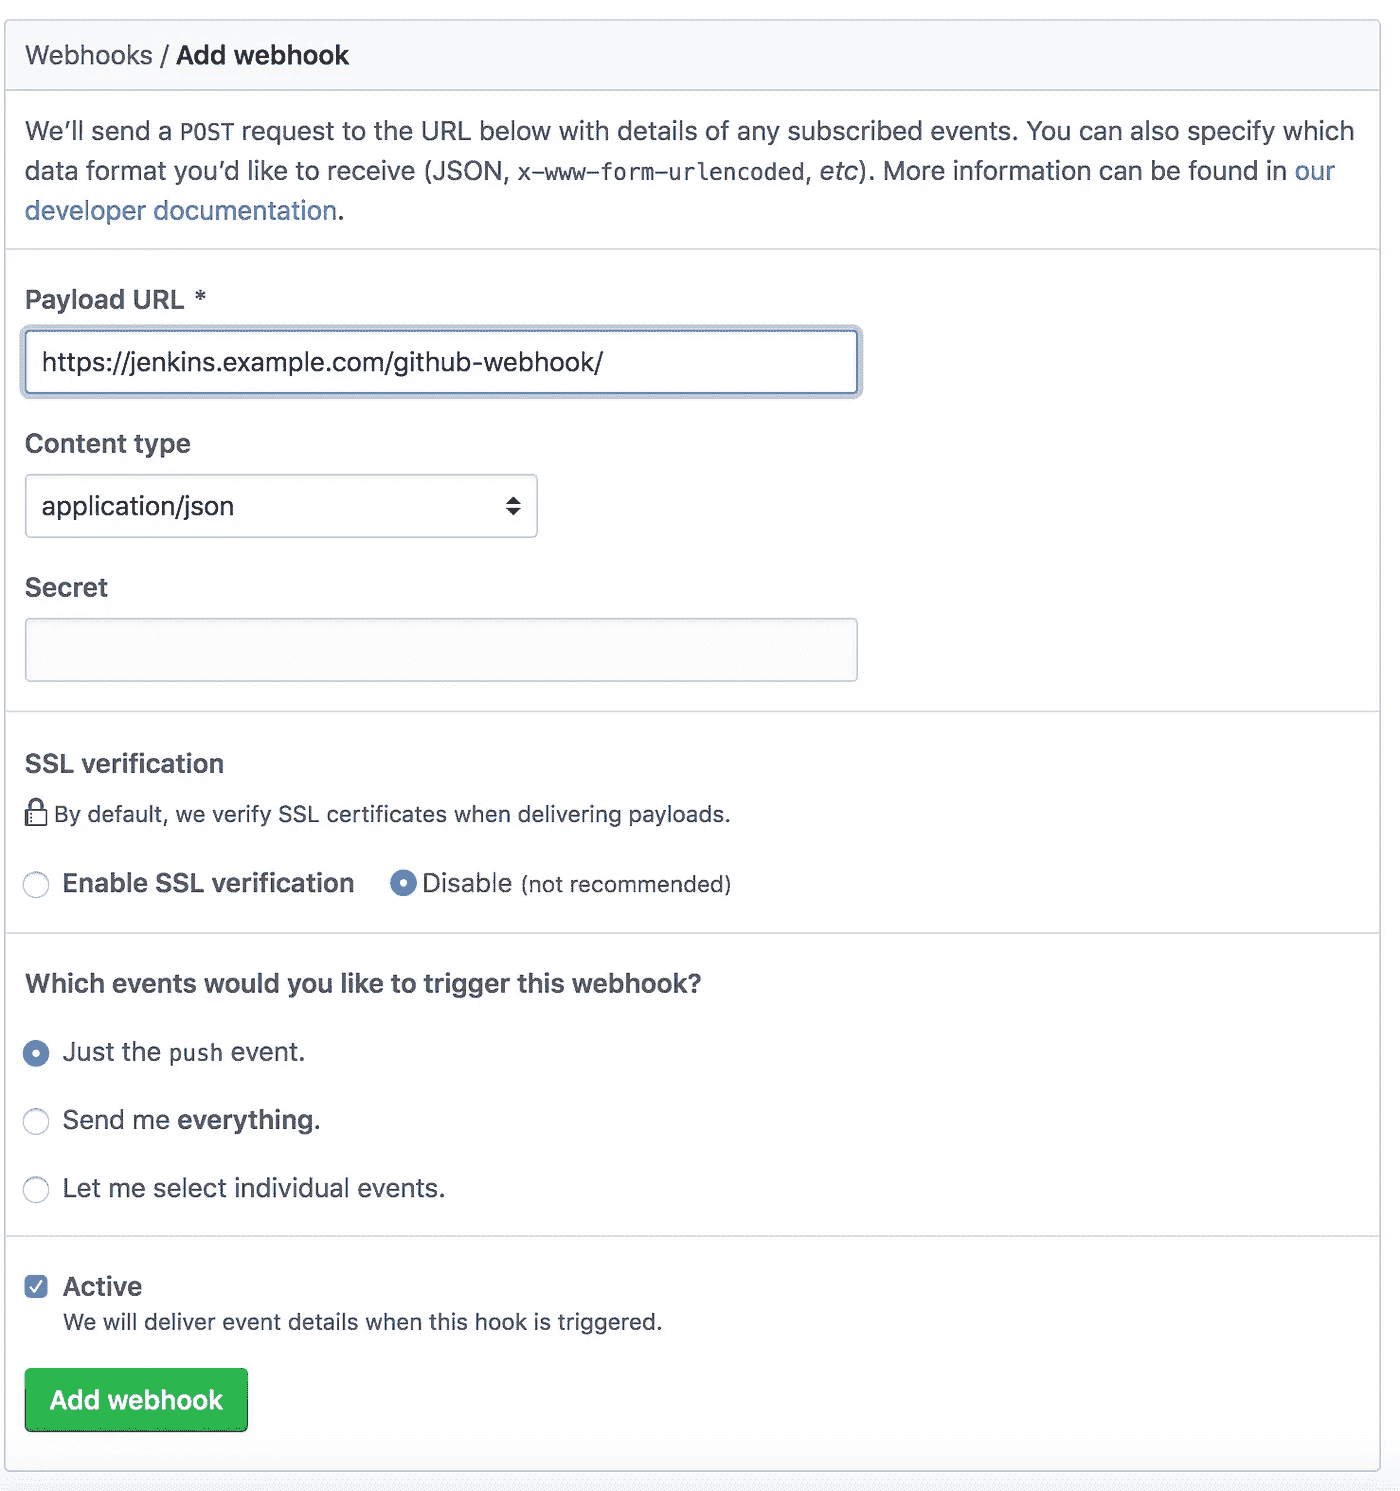 Webhooks / Add webhook
We’ll send a POST request to the URL below with details of any subscribed events. You can also specify which
data format you’d like to receive (JSON, x-www-form-urlencoded, etc). More information can be found in our
developer documentation.
Payload URL *
https://jenkins.example.com/github-webhook/
Content type
application/json
Secret
SSL verification
By default, we verify SSL certificates when delivering payloads.
Enable SSL verification Disable (not recommended)
Which events would you like to trigger this webhook?
Just the push event.
Send me everything.
Let me select individual events.
Active
We will deliver event details when this hook is triggered.
Add webhook